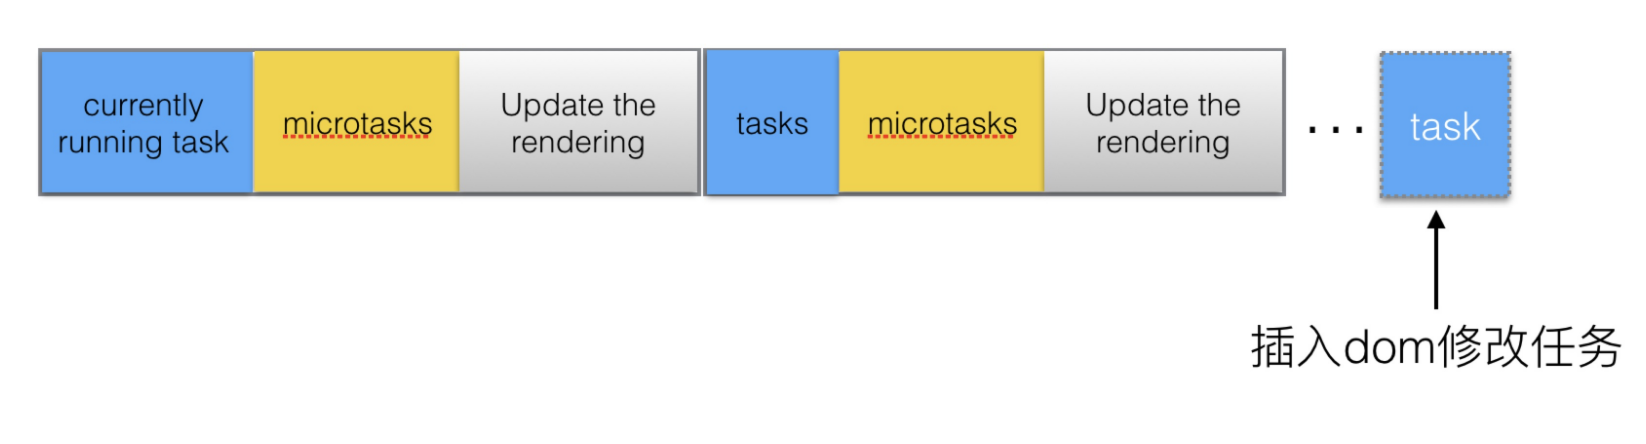 currently
running task
microtasks
Update the
rendering
tasks
microtasks
Update the
rendering
...
task
插入dom修改任务